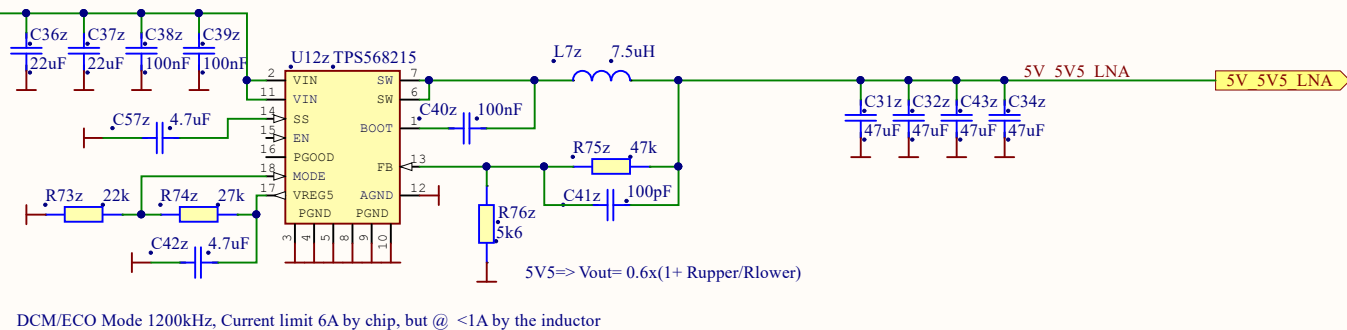 C36z C37z C38z C39z
22uF 22uF 100nF 100nF
U12z TPS568215
L7z 7.5uH
2 VIN SW 7
11 VIN SW 6
14 SS
15 EN BOOT 1
16 PGOOD
18 MODE FB 13
17 VREG5 AGND 12
PGND PGND
3 4 5 8 9 10
C57z 4.7uF
C40z 100nF
R75z 47k
C41z 100pF
R73z 22k R74z 27k
C42z 4.7uF
R76z
5k6
5V_5V5_LNA
5V_5V5_LNA
C31z C32z C43z C34z
47uF 47uF 47uF 47uF
5V5=> Vout= 0.6x(1+ Rupper/Rlower)
DCM/ECO Mode 1200kHz, Current limit 6A by chip, but @ <1A by the inductor